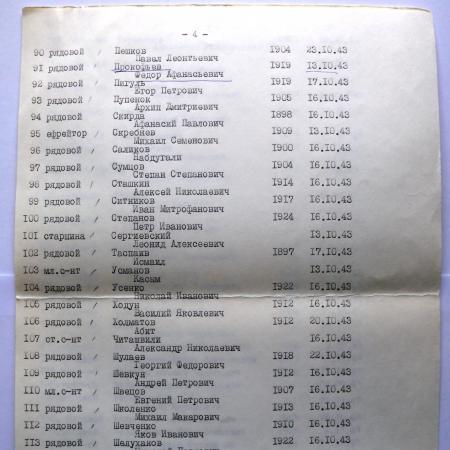 - 4 -
90 рядовой Пешков 1904 23.10.43
Павел Леонтьевич
91 рядовой Прокофьев 1919 13.10.43
Федор Афанасьевич
92 рядовой Пигуль 1919 17.10.43
Егор Петрович
93 рядовой Пупенок 1905 16.10.43
Архип Дмитриевич
94 рядовой Скирда 1898 16.10.43
Афанасий Павлович
95 ефрейтор Скребнев 1909 13.10.43
Михаил Семенович
96 рядовой Саликов 1900 16.10.43
Набдугали
97 рядовой Сумцов 1904 16.10.43
Степан Степанович
98 рядовой Сташкин 1914 16.10.43
Алексей Николаевич
99 рядовой Ситников 1917 16.10.43
Иван Митрофанович
100 рядовой Степанов 1924 16.10.43
Петр Иванович
101 старшина Сергиевский 13.10.43
Леонид Алексеевич
102 рядовой Таспаив 1897 17.10.43
Исмаил
103 мл.с-нт Усманов 13.10.43
Касым
104 рядовой Усенко 1922 16.10.43
Николай Иванович
105 рядовой Ходун 1912 16.10.43
Василий Яковлевич
106 рядовой Холматов 1912 20.10.43
Абит
107 ст.с-нт Читашвили 16.10.43
Александр Николаевич
108 рядовой Шулаев 1918 22.10.43
Георгий Федорович
109 рядовой Шевкун 1912 16.10.43
Андрей Петрович
110 мл.с-нт Швецов 1907 16.10.43
Евгений Петрович
111 рядовой Школенко 1913 16.10.43
Михаил Макарович
112 рядовой Шевченко 1910 16.10.43
Яков Иванович
113 рядовой Шелуханов 1922 16.10.43